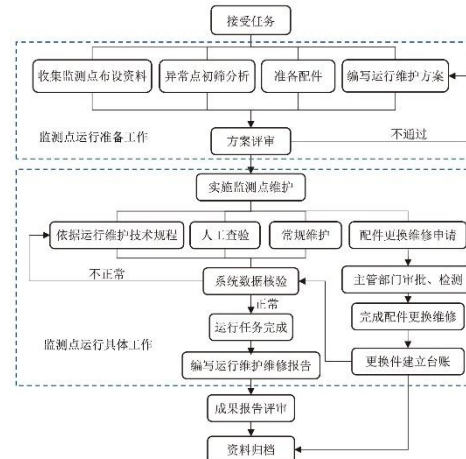 接受任务
收集监测点布设资料
异常点初筛分析
准备配件
编写运行维护方案
监测点运行准备工作
方案评审
不通过
实施监测点维护
依据运行维护技术规程
人工查验
常规维护
配件更换维修申请
不正常
系统数据核验
主管部门审批、检测
正常
运行任务完成
完成配件更换维修
监测点运行具体工作
编写运行维护维修报告
更换件建立台账
成果报告评审
资料归档